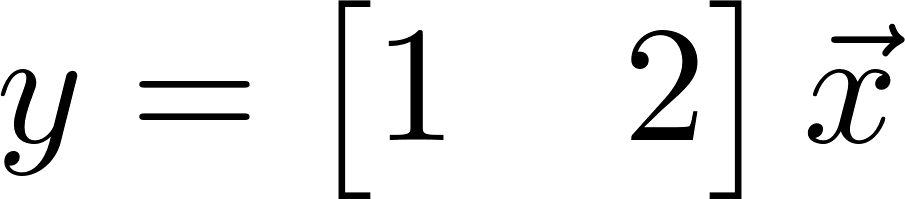 y = [1 2] x⃗